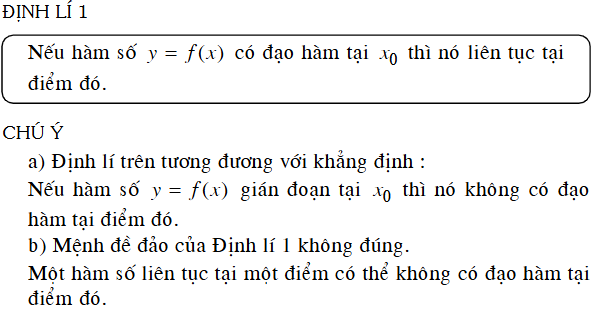 ĐỊNH LÍ 1
Nếu hàm số y = f(x) có đạo hàm tại x₀ thì nó liên tục tại
điểm đó.
CHÚ Ý
a) Định lí trên tương đương với khẳng định :
Nếu hàm số y = f(x) gián đoạn tại x₀ thì nó không có đạo
hàm tại điểm đó.
b) Mệnh đề đảo của Định lí 1 không đúng.
Một hàm số liên tục tại một điểm có thể không có đạo hàm tại
điểm đó.